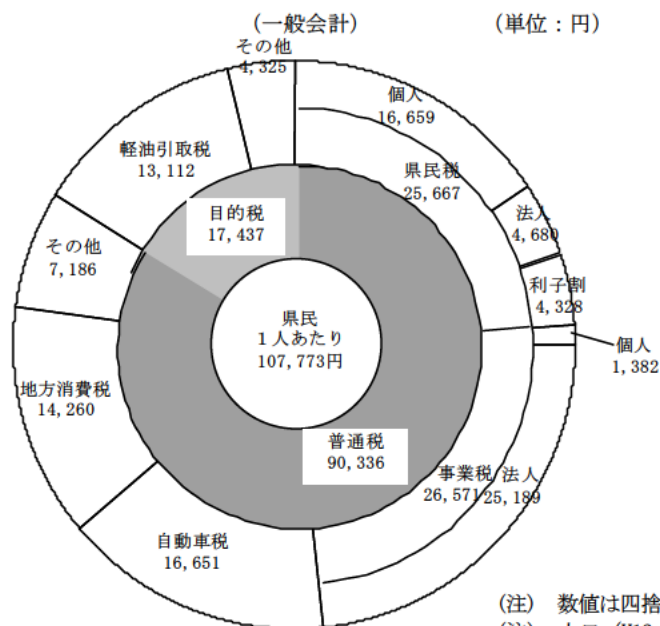 (一般会計)
(単位：円)
その他
4,325
個人
16,659
軽油引取税
13,112
県民税
25,667
目的税
17,437
法人
4,680
その他
7,186
利子割
4,328
県民
1人あたり
107,773円
個人
1,382
地方消費税
14,260
普通税
90,336
事業税
26,571
法人
25,189
自動車税
16,651
(注) 数値は四捨